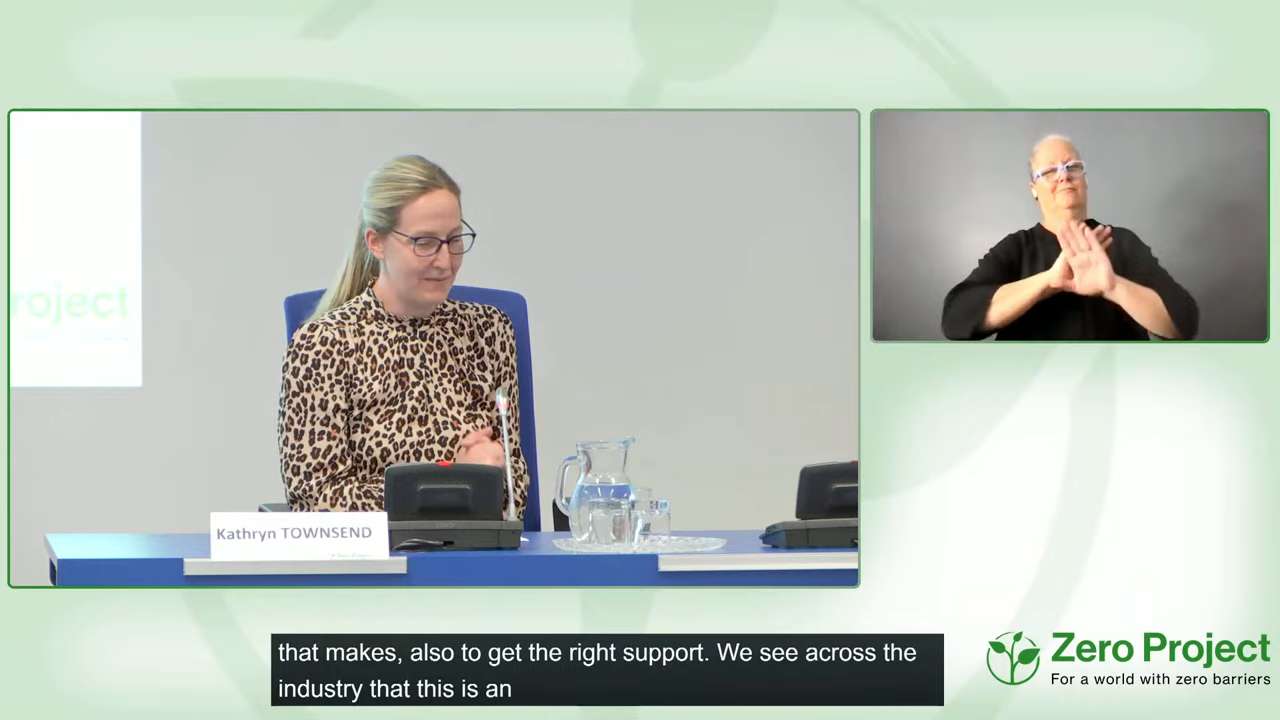 roject
Kathryn TOWNSEND
that makes, also to get the right support. We see across the
industry that this is an
Zero Project
For a world with zero barriers